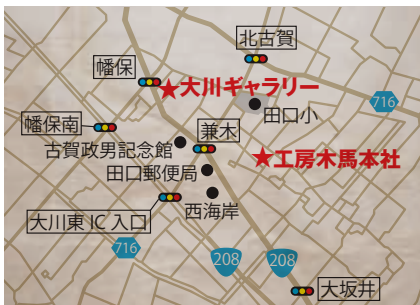 北古賀
幡保
大川ギャラリー
716
田口小
幡保南
兼木
古賀政男記念館
工房木馬本社
田口郵便局
西海岸
大川東IC入口
716
208
208
大坂井